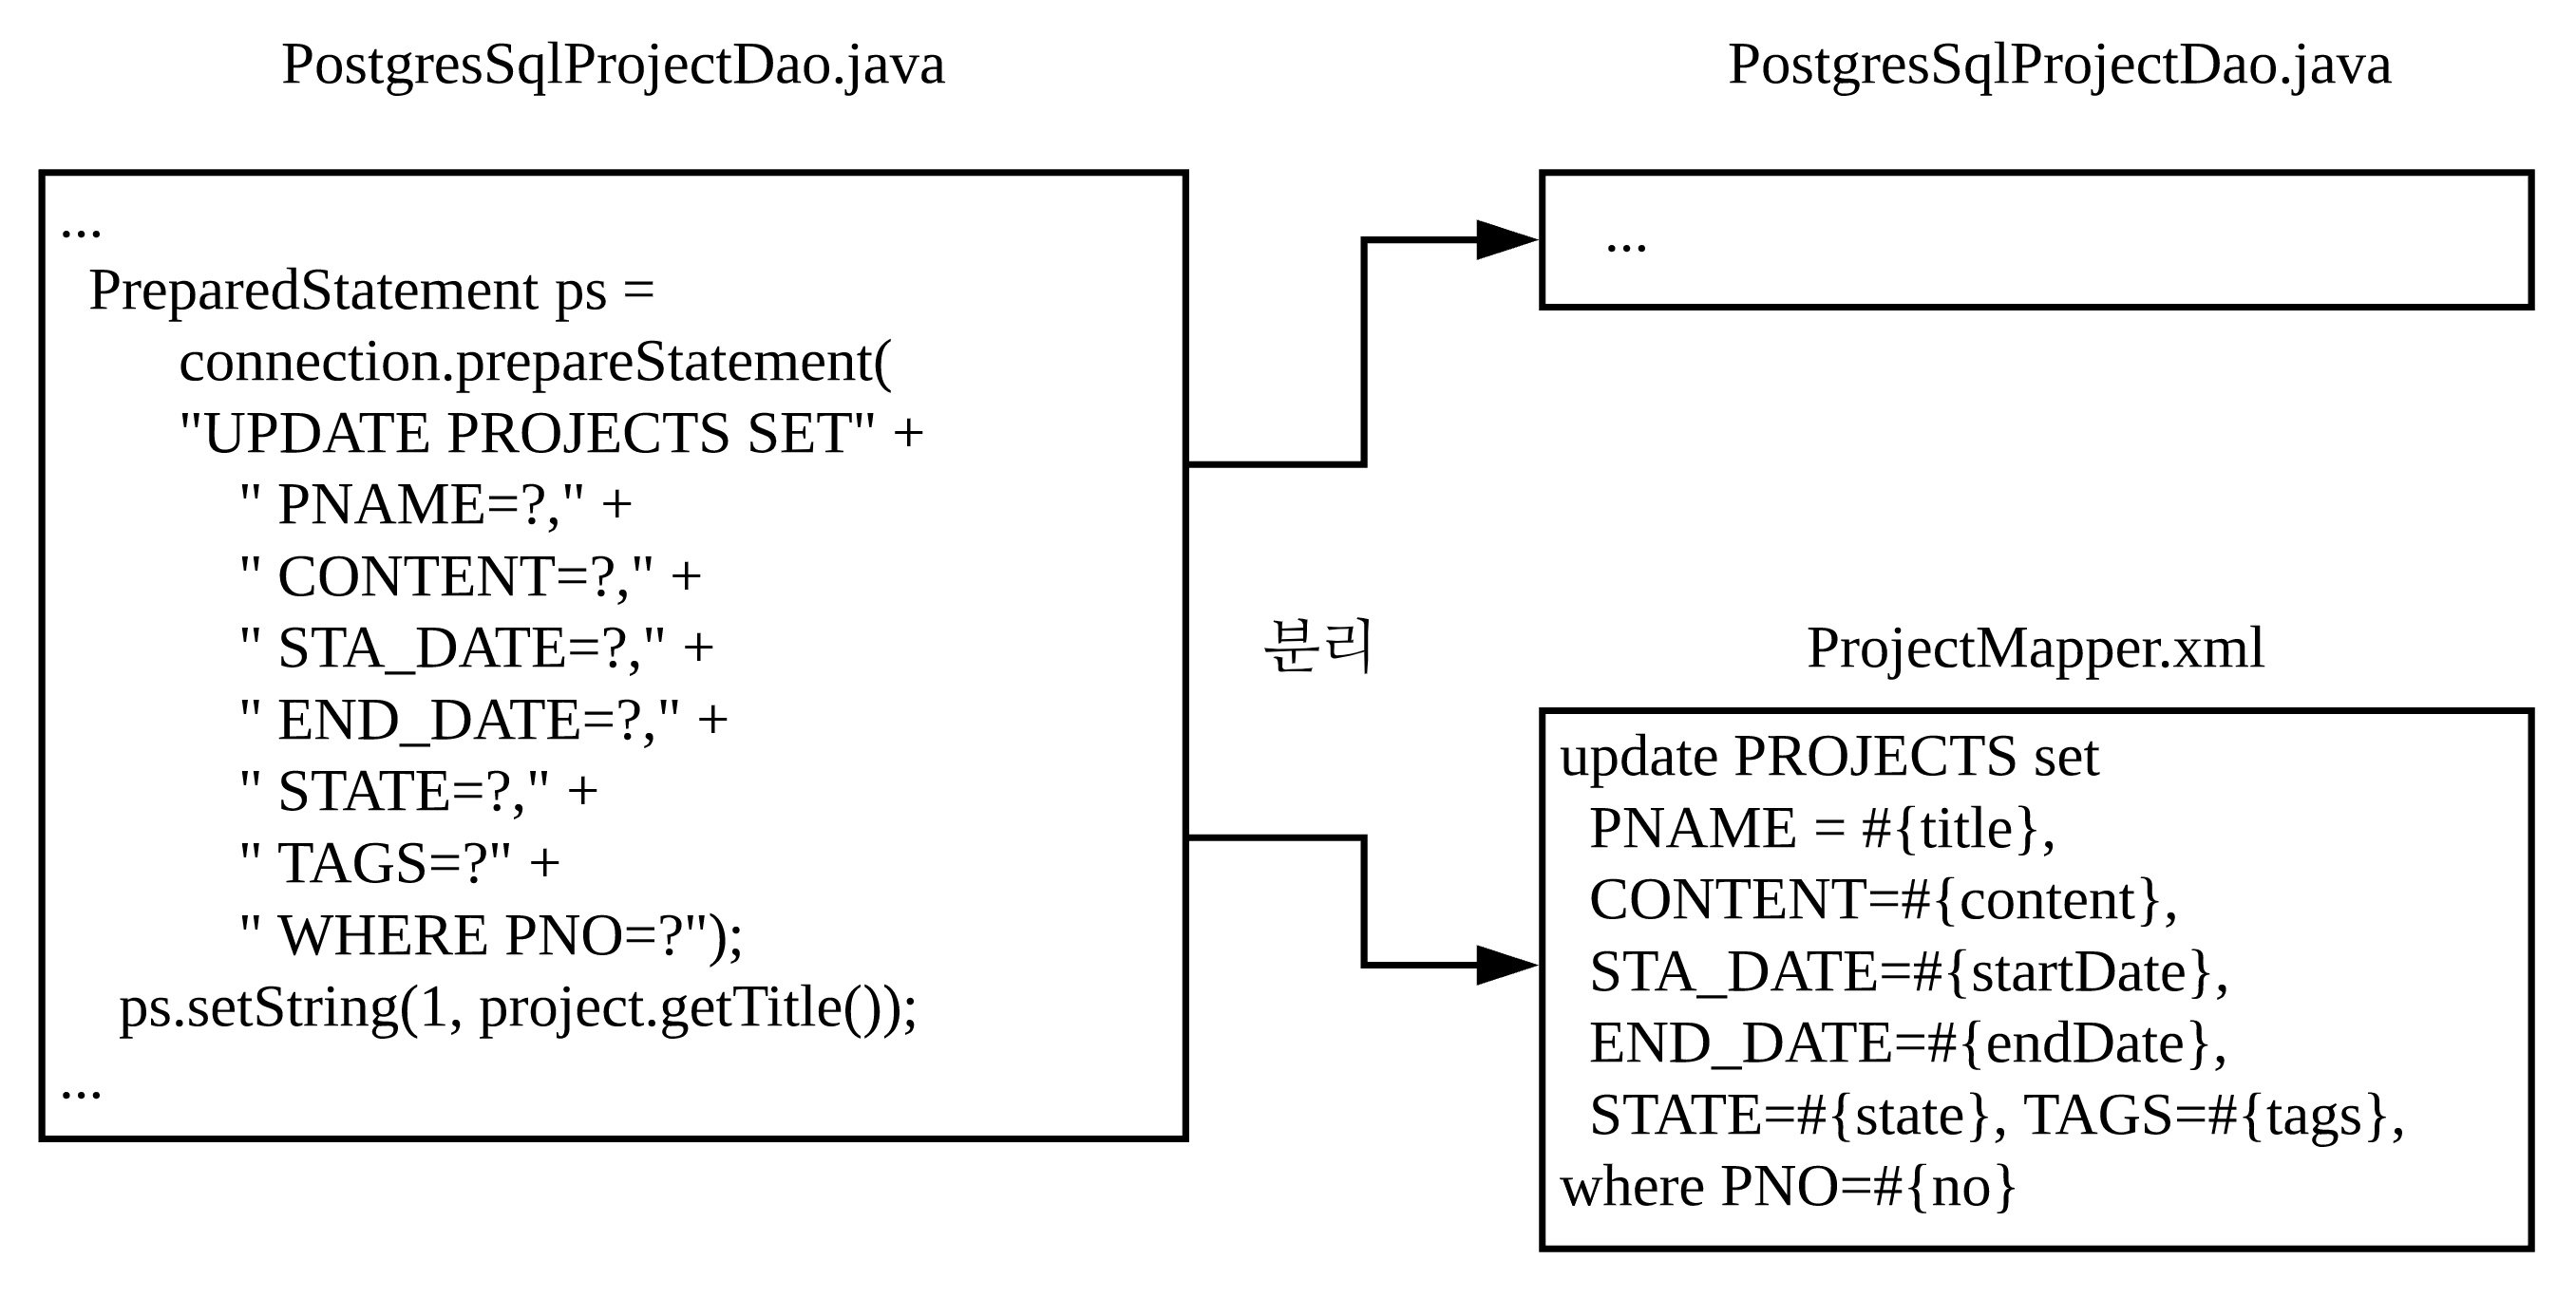 PostgresSqlProjectDao.java
...
PreparedStatement ps =
connection.prepareStatement(
"UPDATE PROJECTS SET" +
" PNAME=?," +
" CONTENT=?," +
" STA_DATE=?," +
" END_DATE=?," +
" STATE=?," +
" TAGS=?" +
" WHERE PNO=?");
ps.setString(1, project.getTitle());
...
분리
PostgresSqlProjectDao.java
...
ProjectMapper.xml
update PROJECTS set
PNAME = #{title},
CONTENT=#{content},
STA_DATE=#{startDate},
END_DATE=#{endDate},
STATE=#{state}, TAGS=#{tags},
where PNO=#{no}